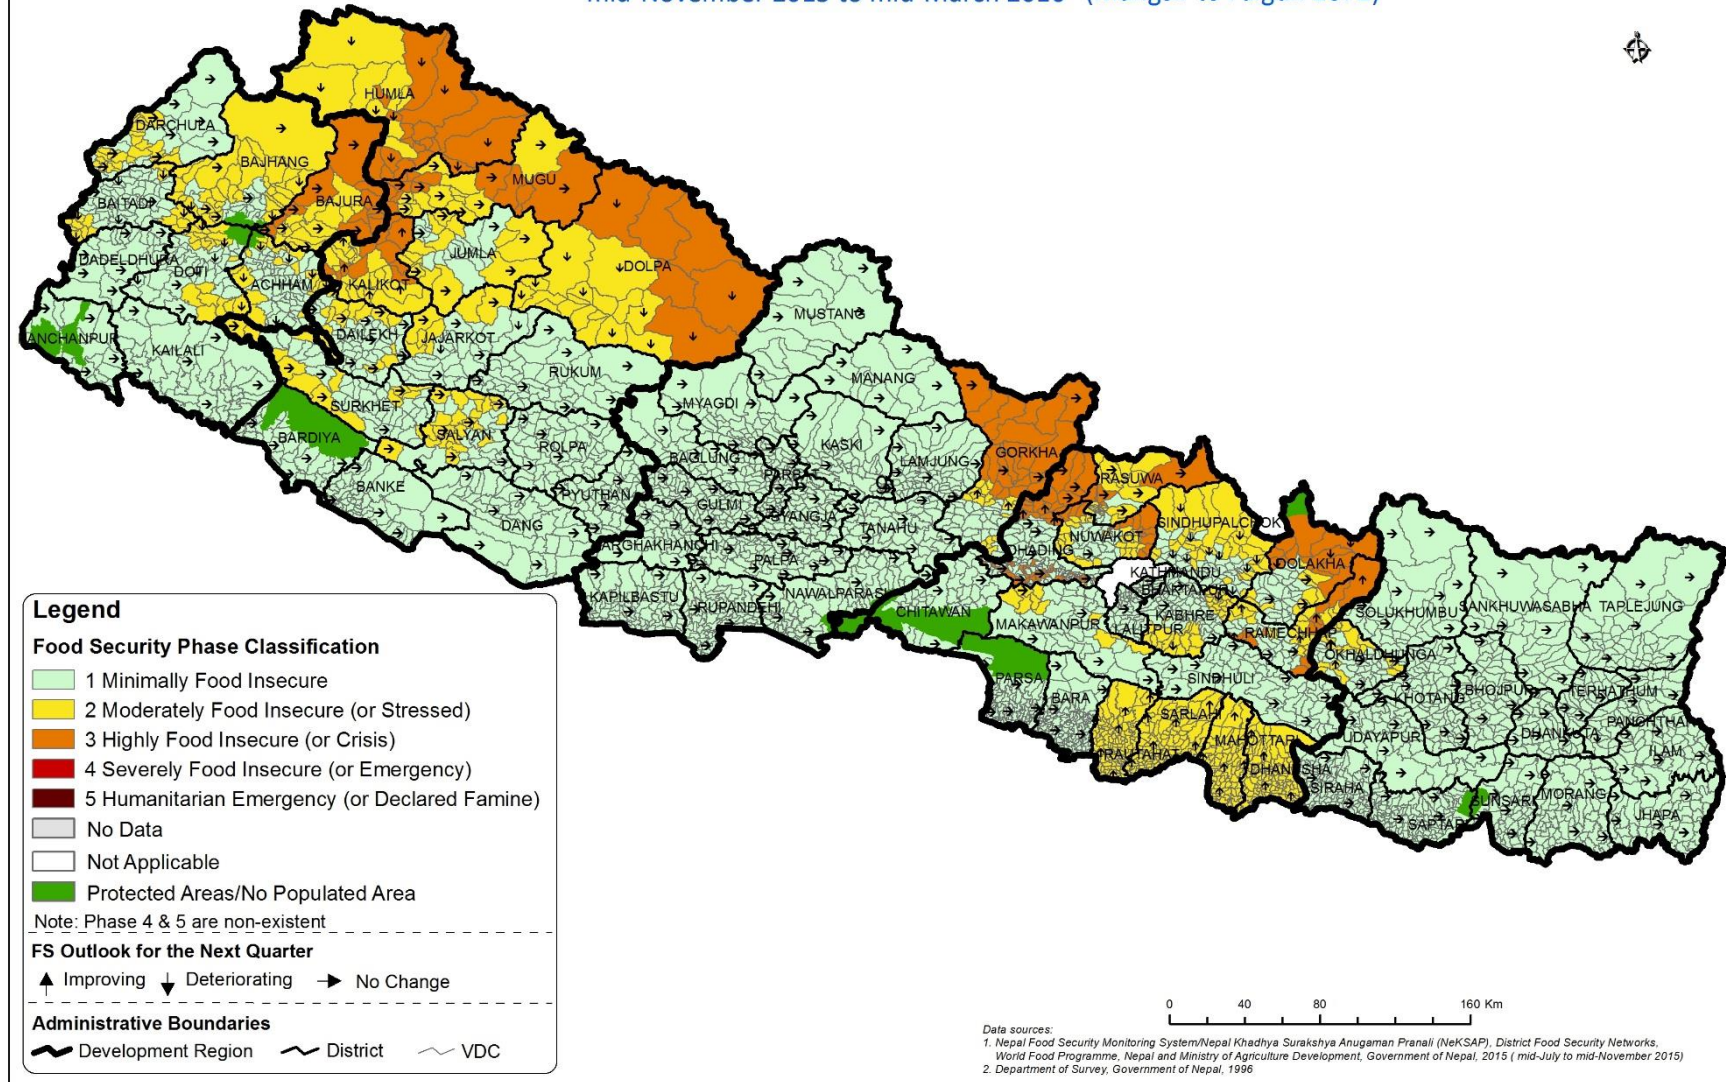 HUMLA
DARCHULA
BAJHANG
MUGU
BAJURA
BAITADI
DOLPA
JUMLA
DADELDHURA
DOTI
ACHHAM
KALIKOT
MUSTANG
DAILEKH
JAJARKOT
ANCHANPUR
KAILALI
RUKUM
MANANG
MYAGDI
SURKHET
SALYAN
BARDIYA
ROLPA
KASKI
GORKHA
LAMJUNG
BAGLUNG
RASUWA
BANKE
PYUTHAN
GULMI
SYANGJA
TANAHU
SINDHUPALCHOK
DANG
NUWAKOT
ARGHAKHANCHI
DHADING
PALPA
DOLAKHA
KATHMANDU
BHAKTAPUR
KAPILBASTU
RUPANDEHI
NAWALPARASI
CHITAWAN
MAKAWANPUR
KABHRE
LALITPUR
RAMECHHAP
SOLUKHUMBU
SANKHUWASABHA
TAPLEJUNG
OKHALDHUNGA
PARSA
BARA
SINDHULI
KHOTANG
BHOJPUR
TERHATHUM
SARLAHI
PANCHTHAR
RAUTAHAT
MAHOTTARI
UDAYAPUR
DHANKUTA
ILAM
DHANUSHA
SIRAHA
SAPTARI
SUNSARI
MORANG
JHAPA
Legend
Food Security Phase Classification
1 Minimally Food Insecure
2 Moderately Food Insecure (or Stressed)
3 Highly Food Insecure (or Crisis)
4 Severely Food Insecure (or Emergency)
5 Humanitarian Emergency (or Declared Famine)
No Data
Not Applicable
Protected Areas/No Populated Area
Note: Phase 4 & 5 are non-existent
FS Outlook for the Next Quarter
Improving Deteriorating No Change
Administrative Boundaries
Development Region District VDC
0 40 80 160 Km
Data sources:
1. Nepal Food Security Monitoring System/Nepal Khadhya Surakshya Anugaman Pranali (NeKSAP), District Food Security Networks,
World Food Programme, Nepal and Ministry of Agriculture Development, Government of Nepal, 2015 ( mid-July to mid-November 2015)
2. Department of Survey, Government of Nepal, 1996